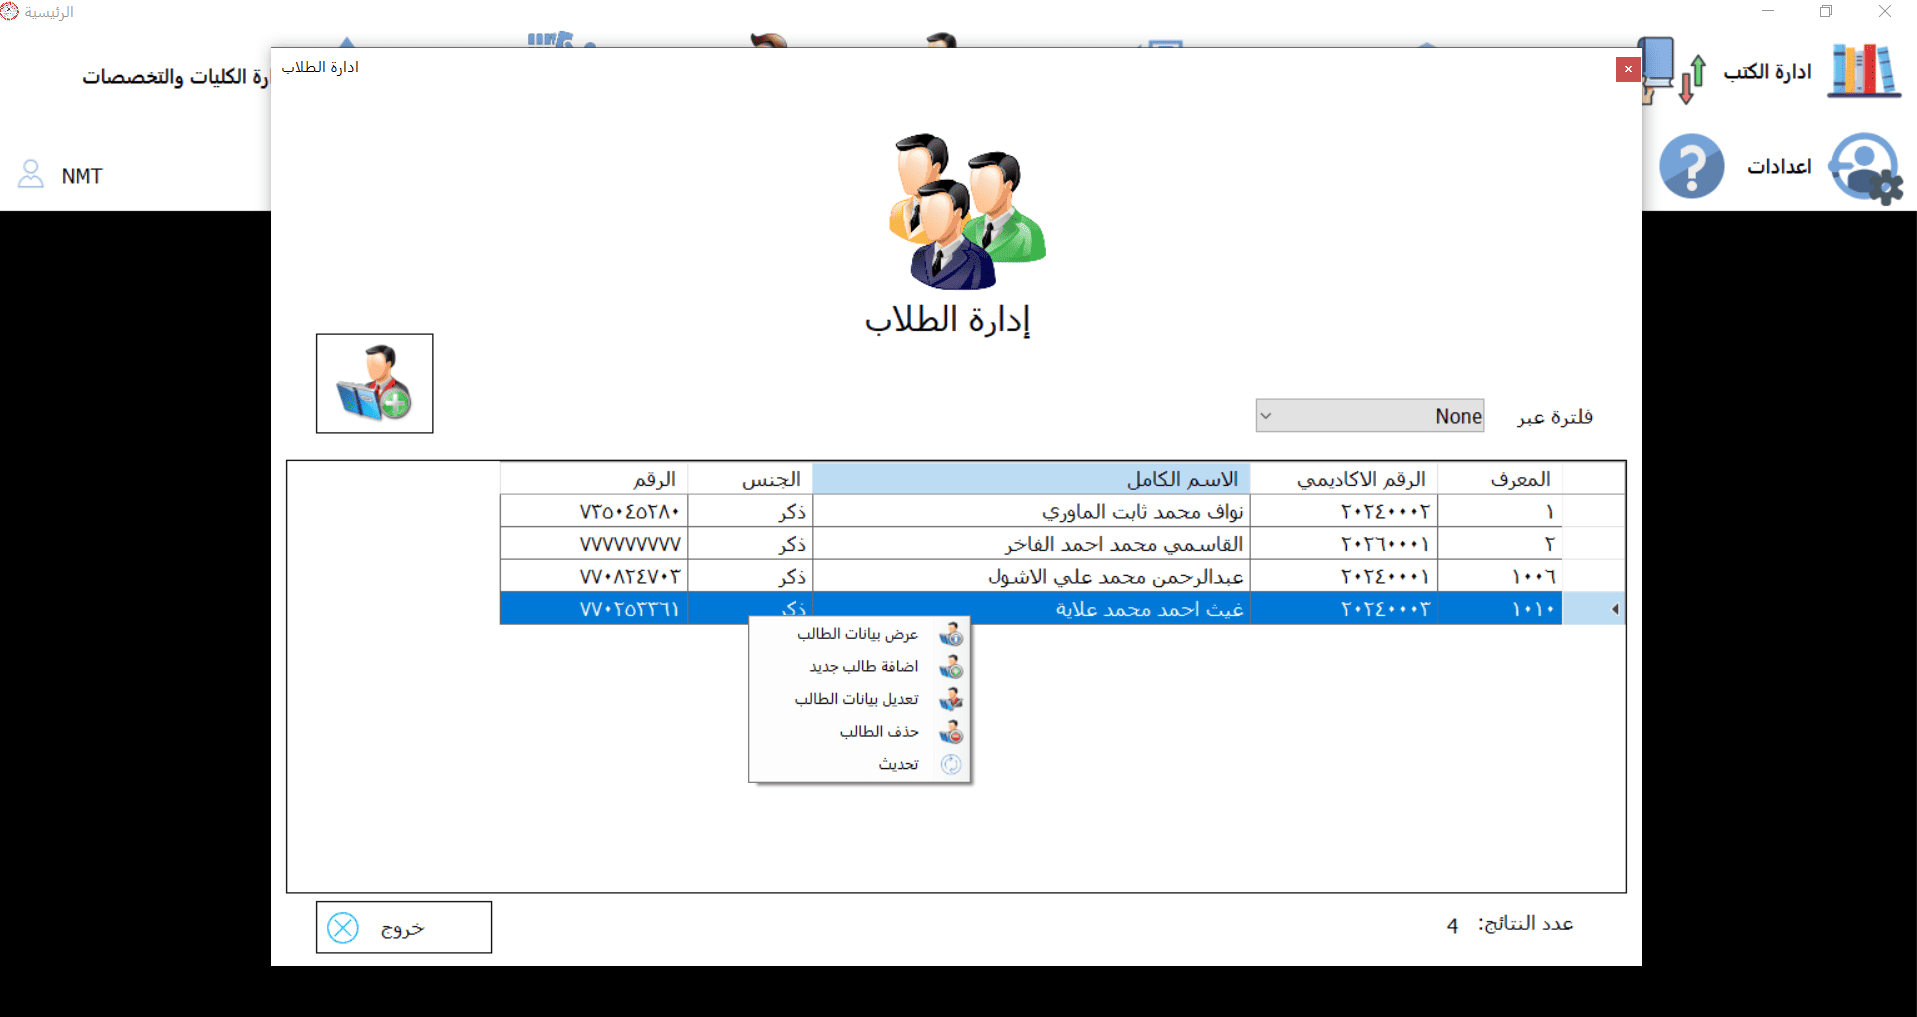 الرئيسية
ادارة الكتب
رة الكليات والتخصصات
اعدادات
NMT
ادارة الطلاب
إدارة الطلاب
فلترة عبر None
المعرف الرقم الاكاديمي الاسم الكامل الجنس الرقم
١ ٢٠٢٤٠٠٠٢ نواف محمد ثابت الماوري ذكر ٧٣٥٠٤٥٢٨٠
٢ ٢٠٢٦٠٠٠١ القاسمي محمد احمد الفاخر ذكر ٧٧٧٧٧٧٧٧٧
١٠٠٦ ٢٠٢٤٠٠٠١ عبدالرحمن محمد علي الاشول ذكر ٧٧٠٨٢٤٧٠٣
١٠١٠ ٢٠٢٤٠٠٠٣ غيث احمد محمد علاية ذكر ٧٧٠٢٥٣٣٦١
عرض بيانات الطالب
اضافة طالب جديد
تعديل بيانات الطالب
حذف الطالب
تحديث
عدد النتائج: 4
خروج